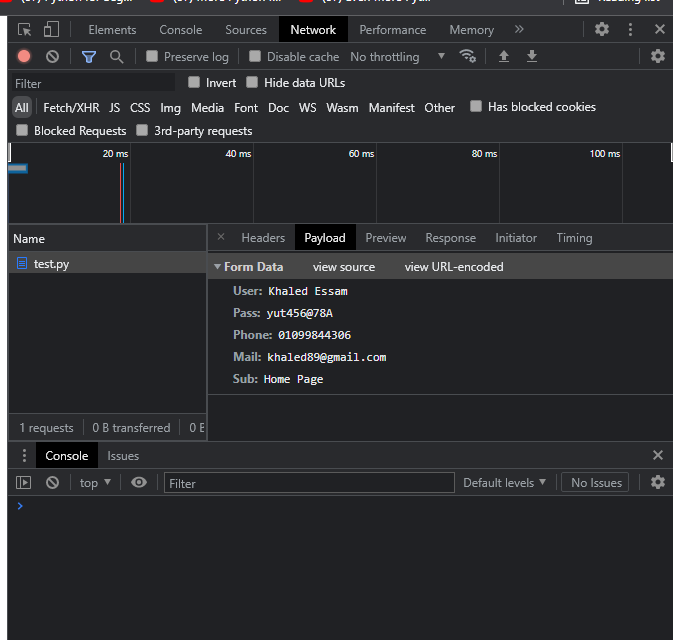 Elements Console Sources Network Performance Memory »
Preserve log Disable cache No throttling
Filter Invert Hide data URLs
All Fetch/XHR JS CSS Img Media Font Doc WS Wasm Manifest Other Has blocked cookies
Blocked Requests 3rd-party requests
20 ms 40 ms 60 ms 80 ms 100 ms
Name × Headers Payload Preview Response Initiator Timing
test.py
Form Data view source view URL-encoded
User: Khaled Essam
Pass: yut456@78A
Phone: 01099844306
Mail: khaled89@gmail.com
Sub: Home Page
1 requests 0 B transferred 0
Console Issues
top Filter Default levels No Issues